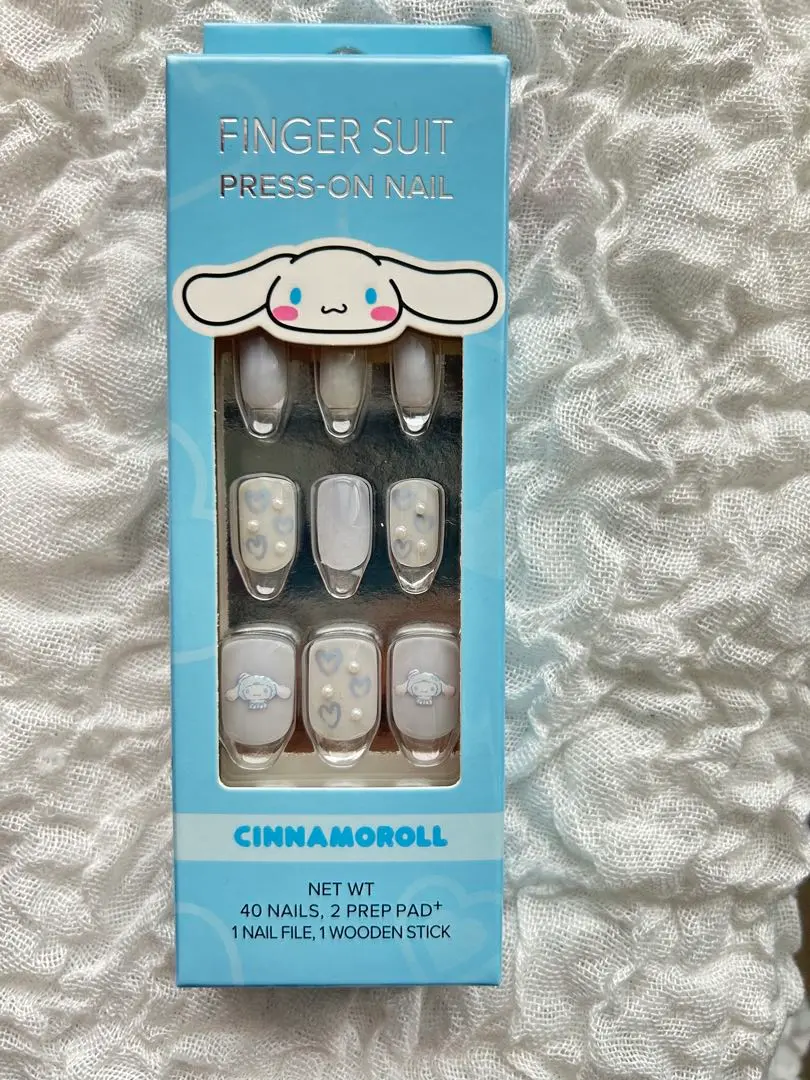 FINGER SUIT
PRESS-ON NAIL
CINNAMOROLL
NET WT
40 NAILS, 2 PREP PAD⁺
1 NAIL FILE, 1 WOODEN STICK